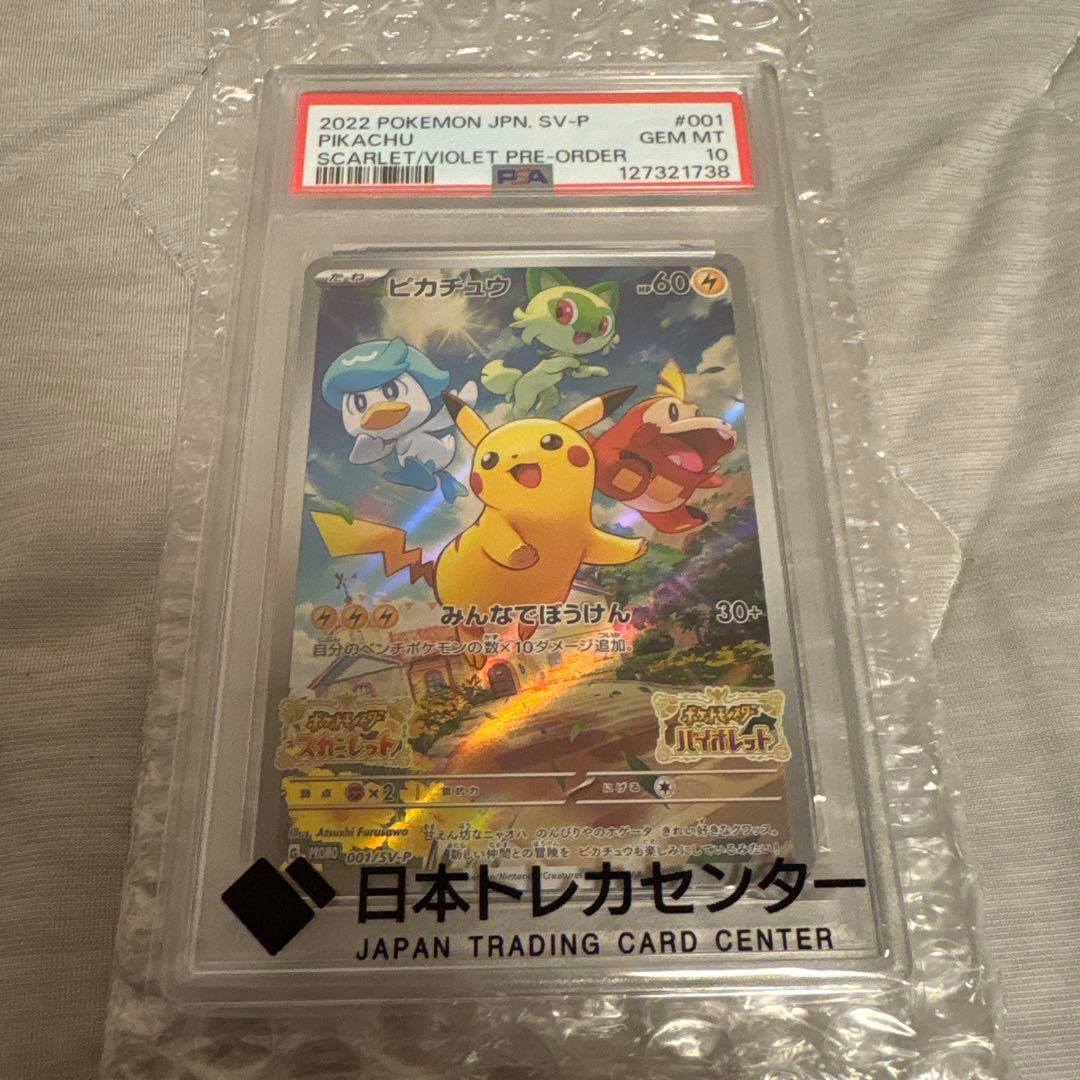 2022 POKEMON JPN. SV-P #001
PIKACHU GEM MT
SCARLET/VIOLET PRE-ORDER 10
PSA 127321738
たね ピカチュウ HP60
みんなでぼうけん 30+
自分のベンチポケモンの数×10ダメージ追加。
ポケットモンスター スカーレット
ポケットモンスター バイオレット
弱点 ×2 抵抗力 にげる
Illus. Atsushi Furusawa
甘えん坊なニャオハ のんびりやのホゲータ きれい好きなクワッス。
G PROMO 001/SV-P
新しい仲間との冒険を ピカチュウも楽しみにしているみたい!
/Nintendo/Creatures
日本トレカセンター
JAPAN TRADING CARD CENTER